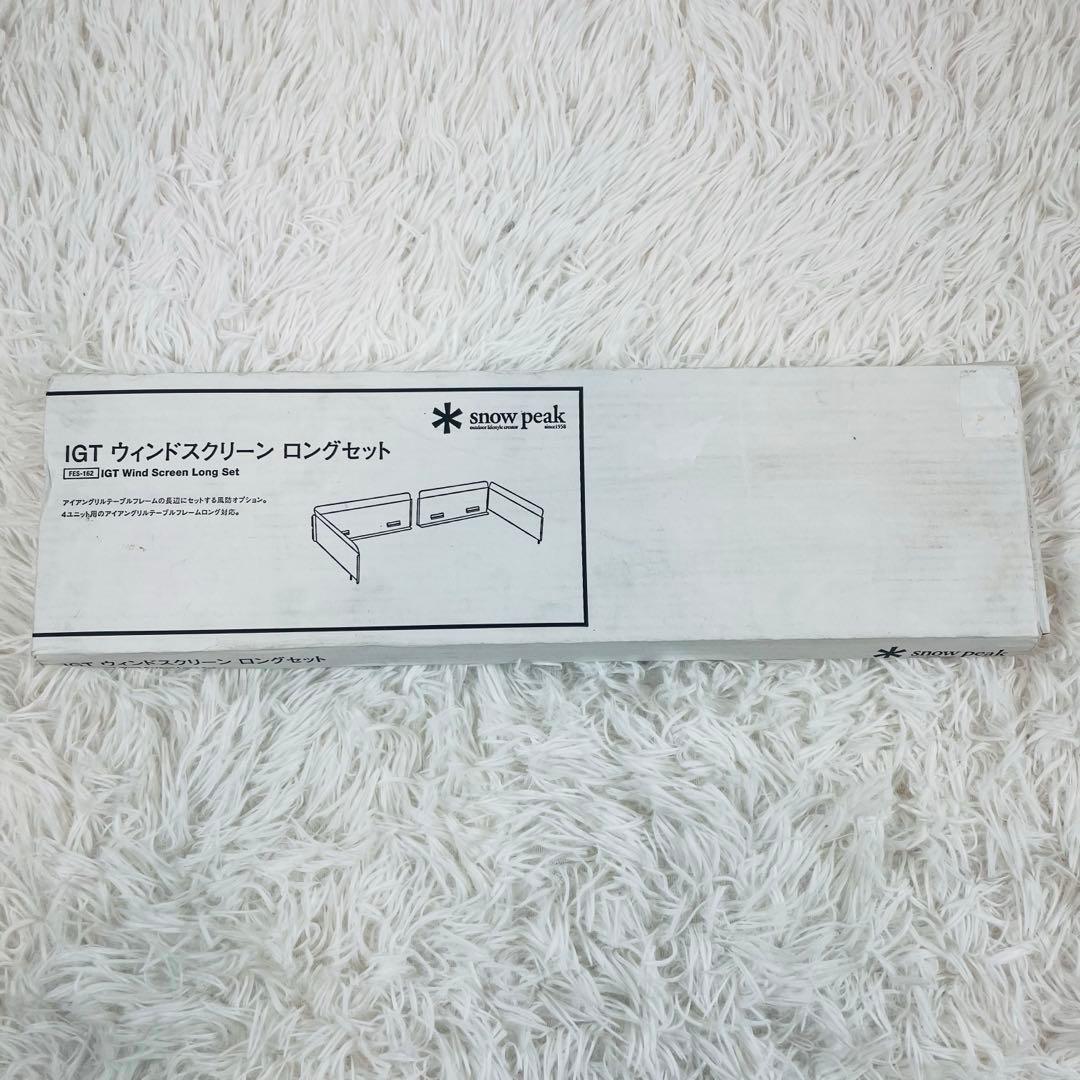 snow peak
outdoor lifestyle creator since1958
IGT ウィンドスクリーン ロングセット
FES-162 IGT Wind Screen Long Set
アイアングリルテーブルフレームの長辺にセットする風防オプション。
4ユニット用のアイアングリルテーブルフレームロング対応。
IGT ウィンドスクリーン ロングセット
snow peak